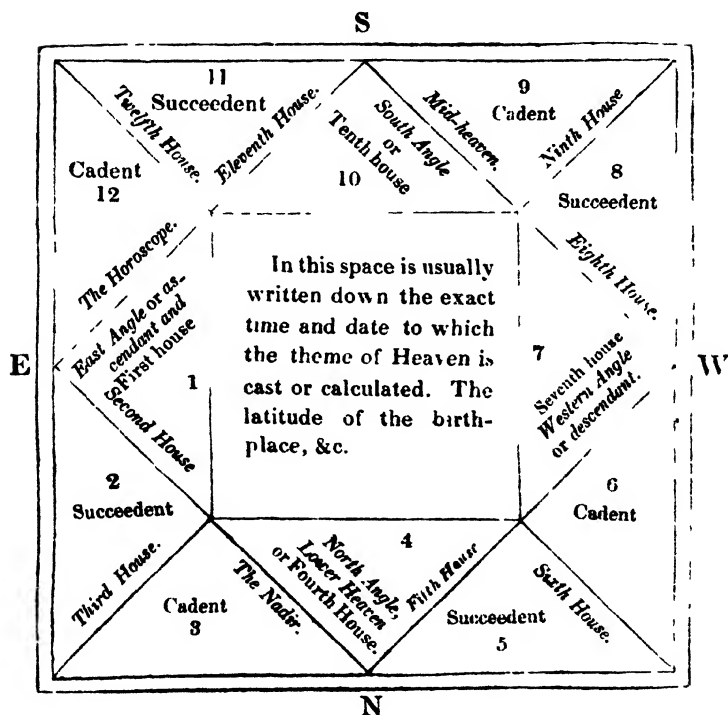 S
11
Succeedent
Twelfth House.
Eleventh House.
South Angle
or
Tenth house
10
Mid-heaven.
9
Cadent
Ninth House
Cadent
12
8
Succeedent
The Horoscope.
Eighth House.
East Angle or as-
cendant and
First house
1
In this space is usually
written down the exact
time and date to which
the theme of Heaven is
cast or calculated. The
latitude of the birth-
place, &c.
7
Seventh house
Western Angle
or descendant.
E
W
Second House
2
Succeedent
6
Cadent
Third House.
Cadent
3
The Nadir.
4
North Angle,
Lower Heaven
or Fourth House.
Fifth House
Succeedent
5
Sixth House.
N